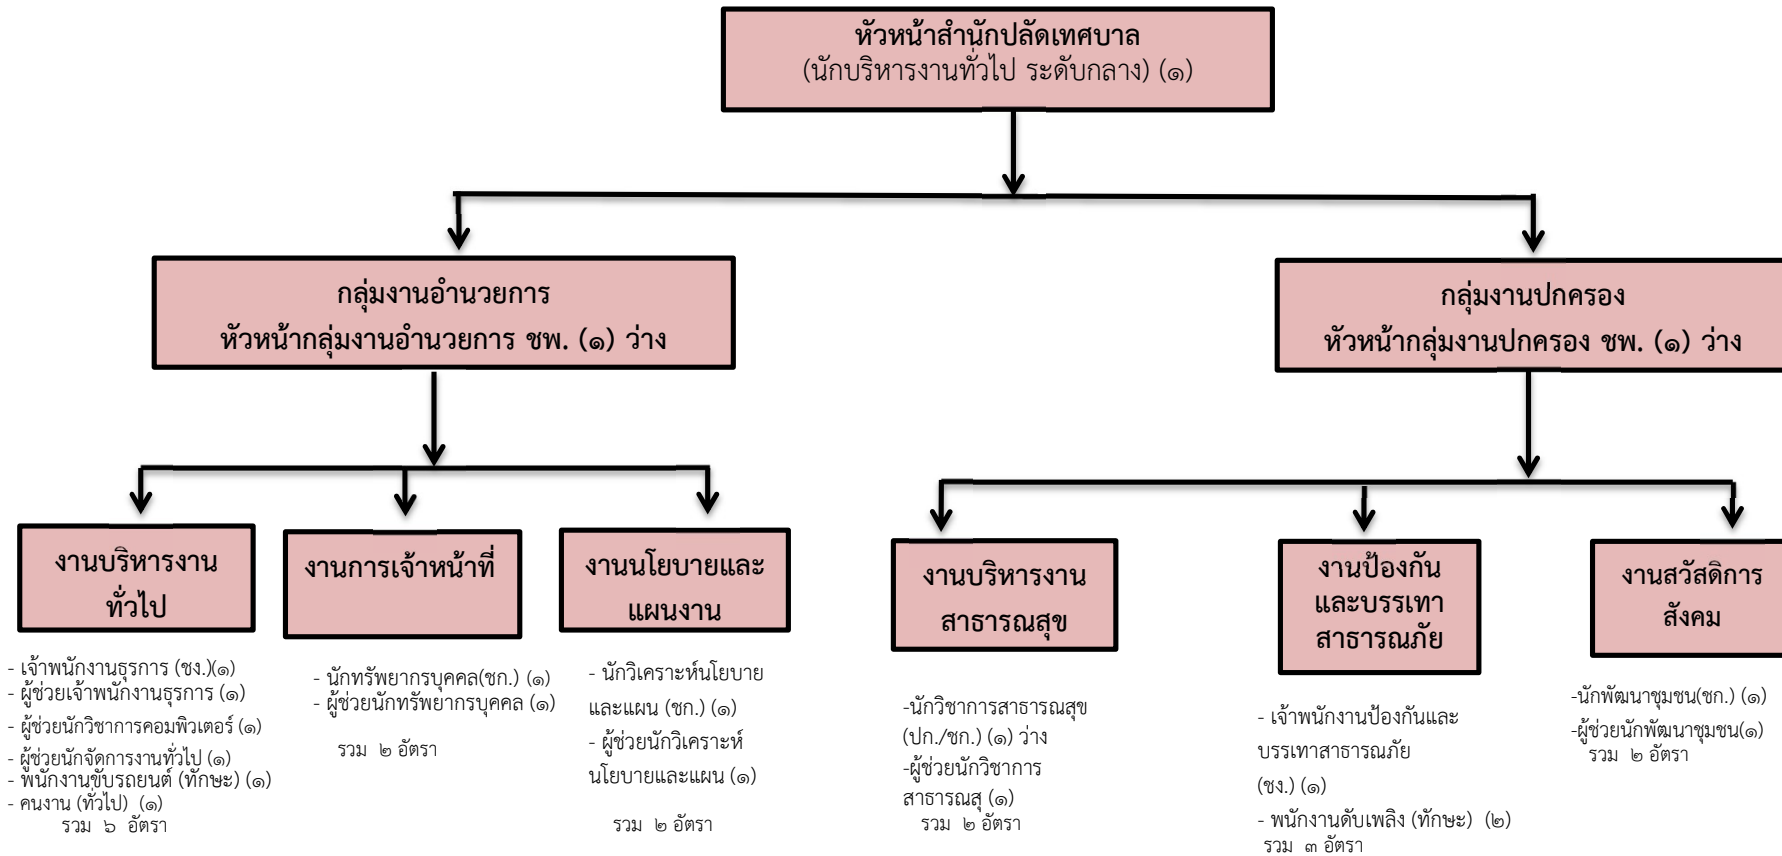 หัวหน้าสำนักปลัดเทศบาล
(นักบริหารงานทั่วไป ระดับกลาง) (๑)
กลุ่มงานอำนวยการ
หัวหน้ากลุ่มงานอำนวยการ ชพ. (๑) ว่าง
กลุ่มงานปกครอง
หัวหน้ากลุ่มงานปกครอง ชพ. (๑) ว่าง
งานบริหารงาน
ทั่วไป
- เจ้าพนักงานธุรการ (ชง.)(๑)
- ผู้ช่วยเจ้าพนักงานธุรการ (๑)
- ผู้ช่วยนักวิชาการคอมพิวเตอร์ (๑)
- ผู้ช่วยนักจัดการงานทั่วไป (๑)
- พนักงานขับรถยนต์ (ทักษะ) (๑)
- คนงาน (ทั่วไป) (๑)
รวม ๖ อัตรา
งานการเจ้าหน้าที่
- นักทรัพยากรบุคคล(ชก.) (๑)
- ผู้ช่วยนักทรัพยากรบุคคล (๑)
รวม ๒ อัตรา
งานนโยบายและ
แผนงาน
- นักวิเคราะห์นโยบาย
และแผน (ชก.) (๑)
- ผู้ช่วยนักวิเคราะห์
นโยบายและแผน (๑)
รวม ๒ อัตรา
งานบริหารงาน
สาธารณสุข
-นักวิชาการสาธารณสุข
(ปก./ชก.) (๑) ว่าง
-ผู้ช่วยนักวิชาการ
สาธารณสุ (๑)
รวม ๒ อัตรา
งานป้องกัน
และบรรเทา
สาธารณภัย
- เจ้าพนักงานป้องกันและ
บรรเทาสาธารณภัย
(ชง.) (๑)
- พนักงานดับเพลิง (ทักษะ) (๒)
รวม ๓ อัตรา
งานสวัสดิการ
สังคม
-นักพัฒนาชุมชน(ชก.) (๑)
-ผู้ช่วยนักพัฒนาชุมชน(๑)
รวม ๒ อัตรา